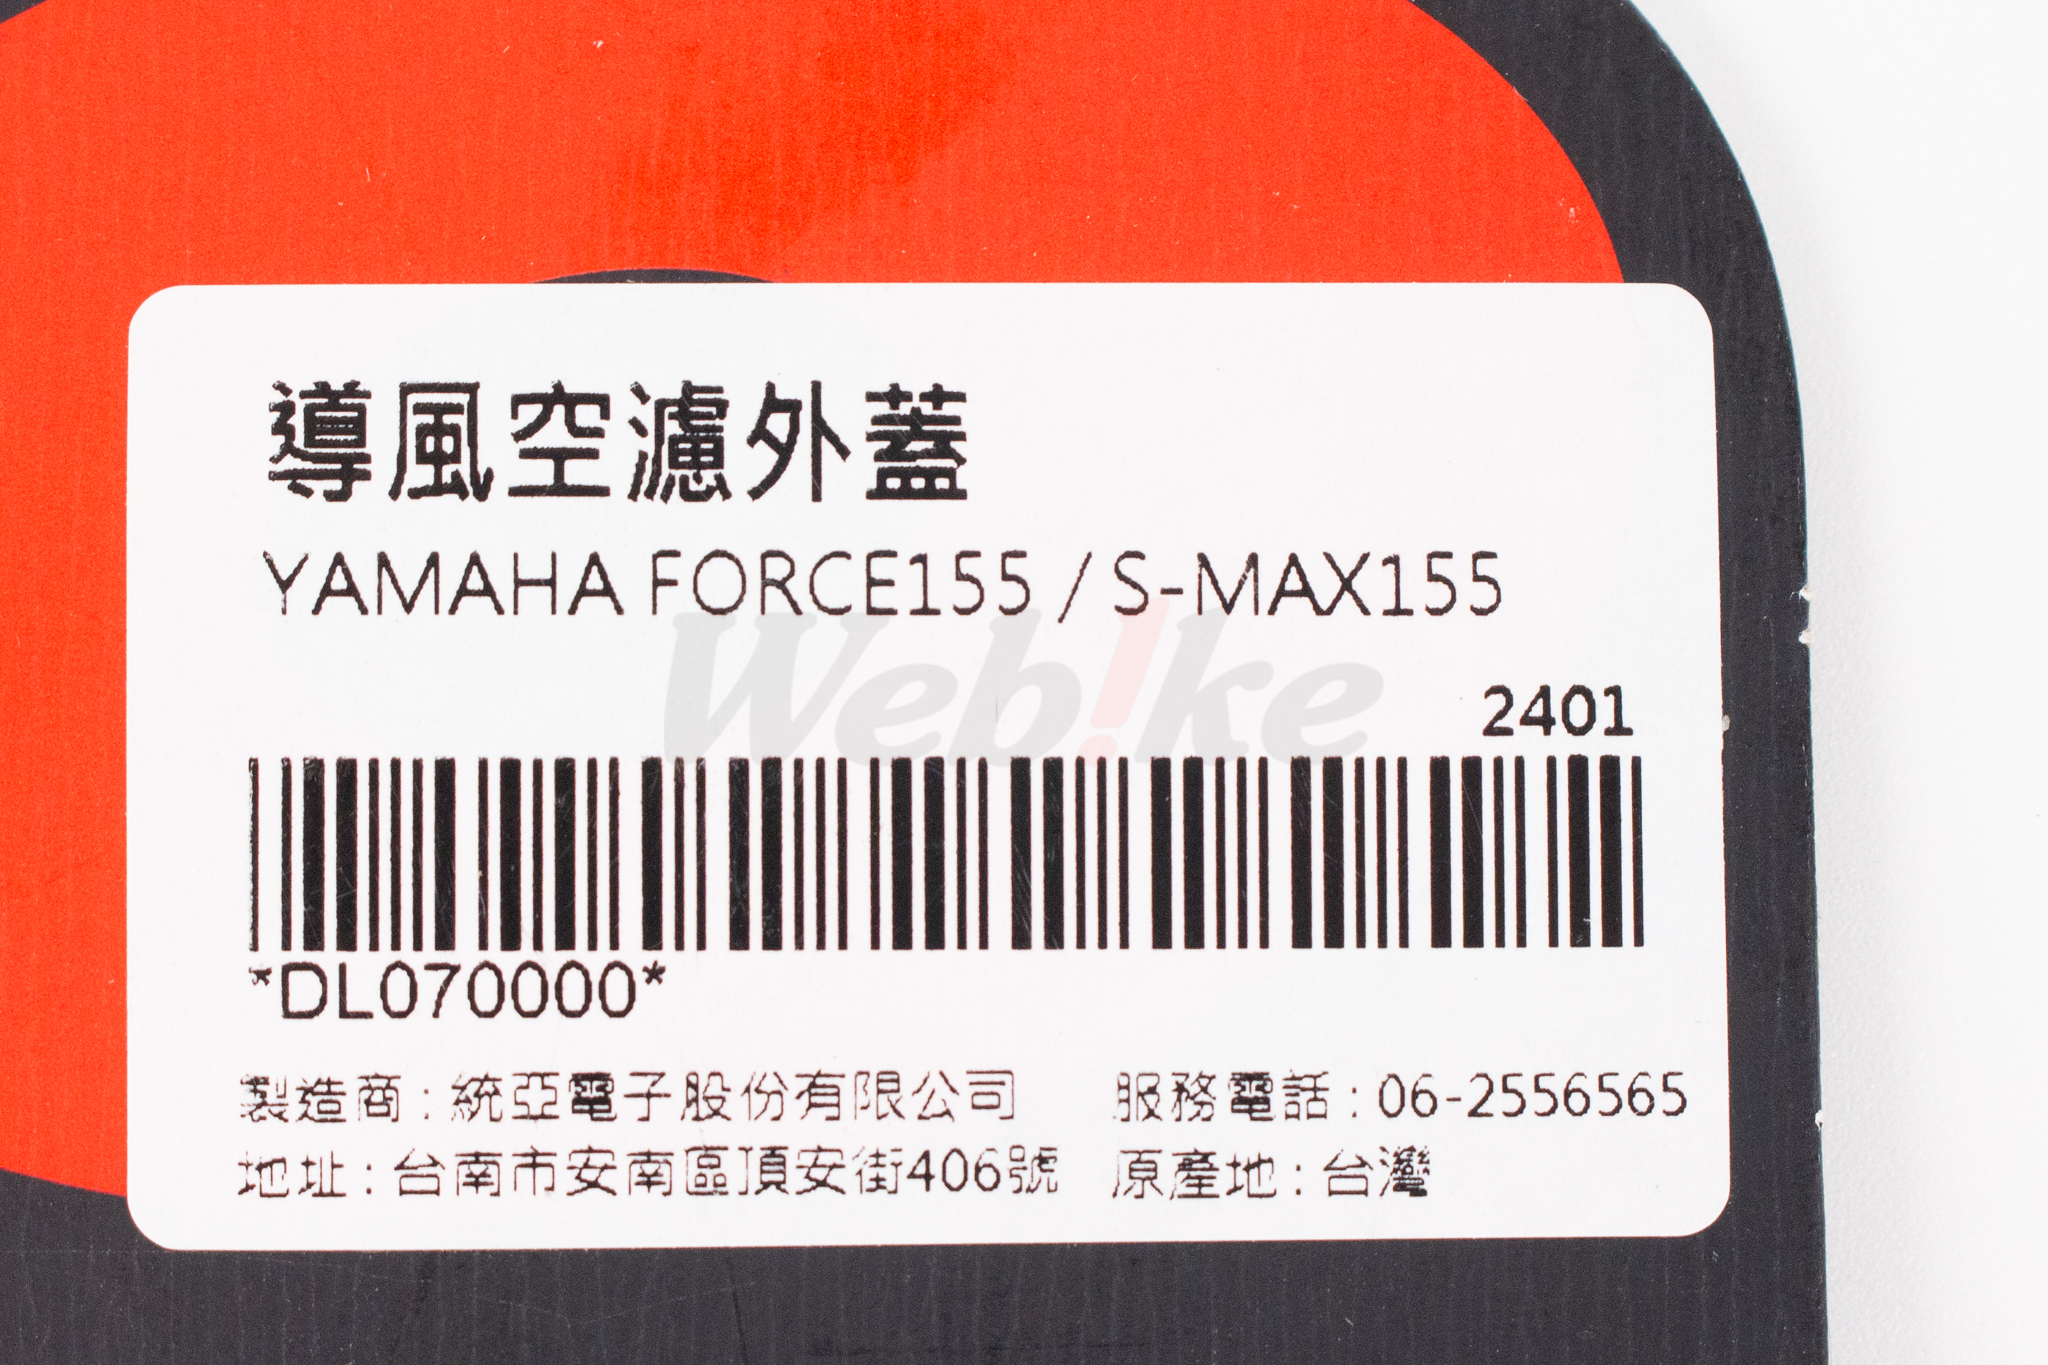 導風空濾外蓋
YAMAHA FORCE155 / S-MAX155
Web!ke
2401
*DL070000*
製造商：統亞電子股份有限公司 服務電話：06-2556565
地址：台南市安南區頂安街406號 原產地：台灣